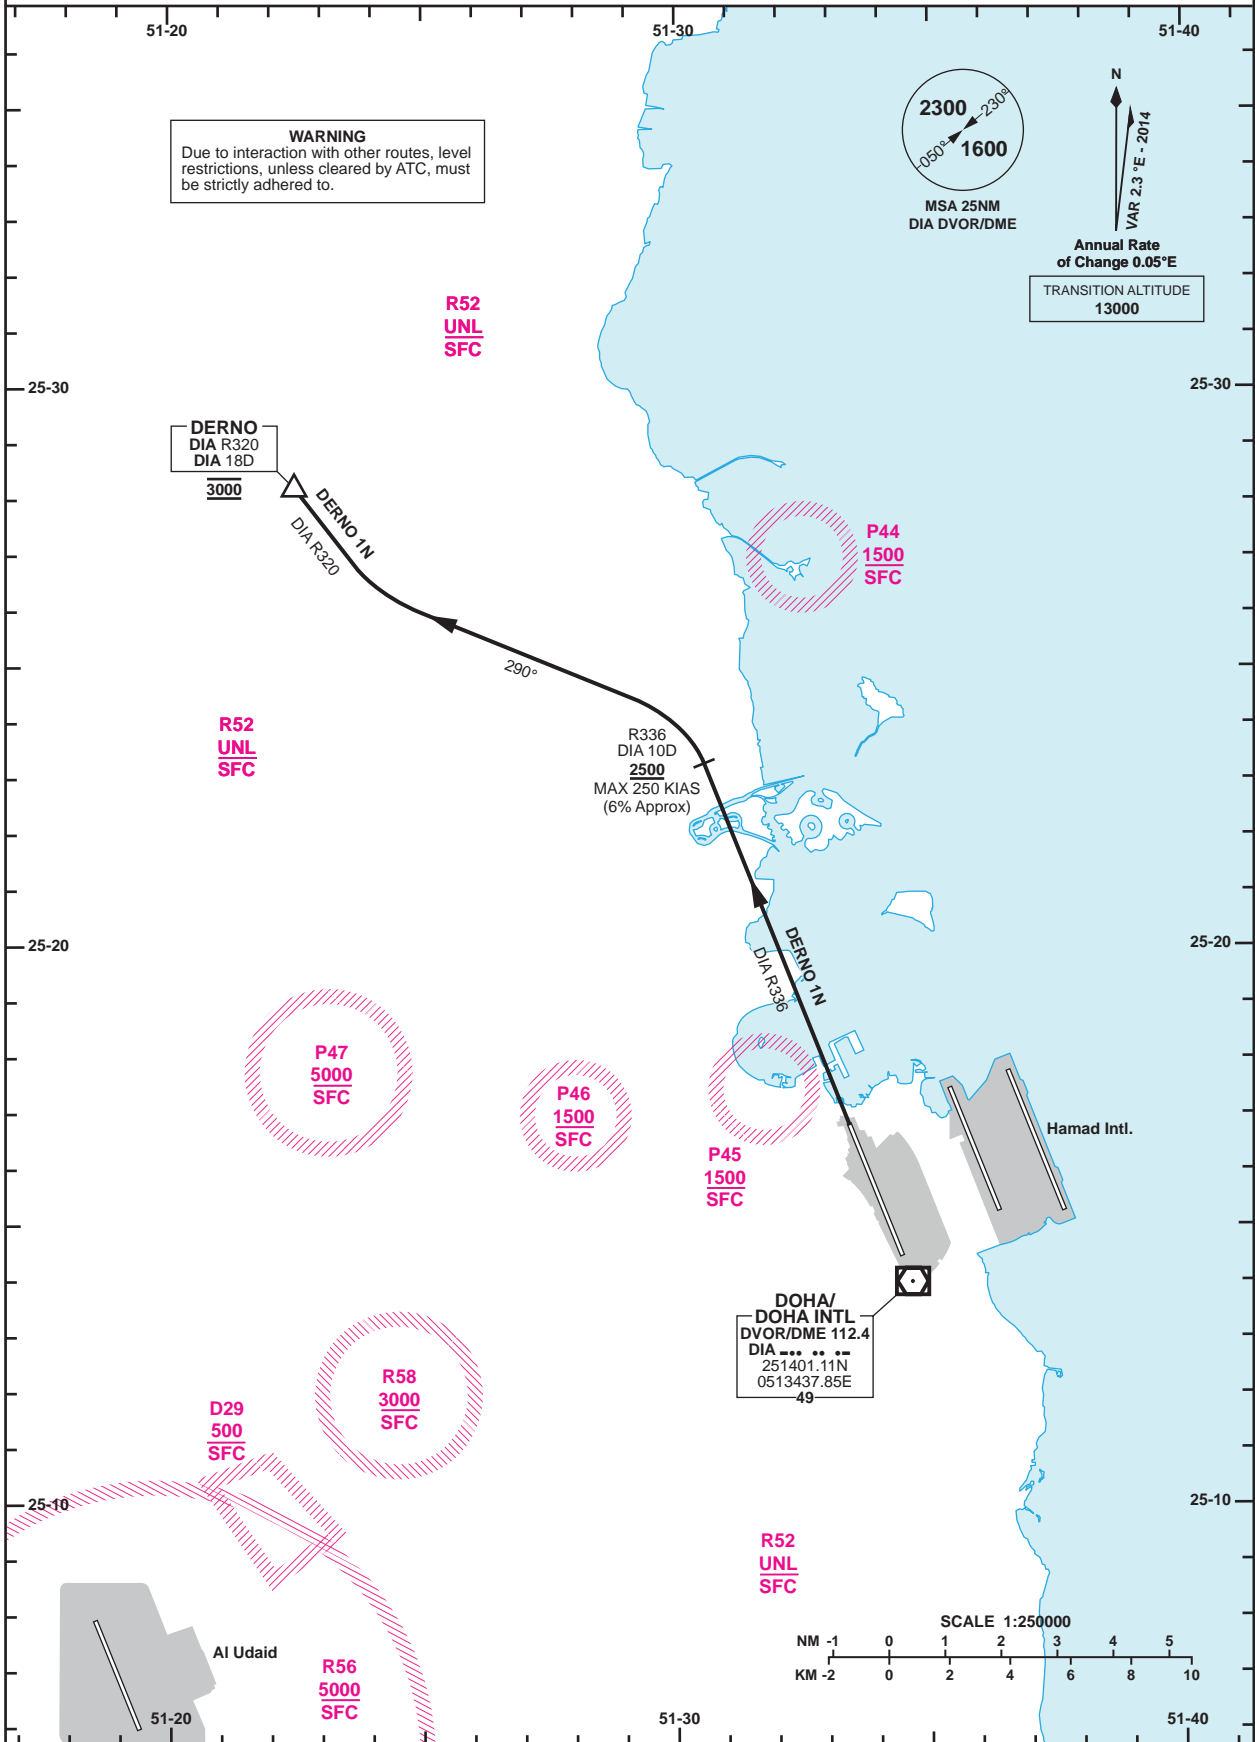 51-20
51-30
51-40
WARNING
Due to interaction with other routes, level
restrictions, unless cleared by ATC, must
be strictly adhered to.
2300
230°
050°
1600
MSA 25NM
DIA DVOR/DME
N
VAR 2.3 °E - 2014
Annual Rate
of Change 0.05°E
TRANSITION ALTITUDE
13000
R52
UNL
SFC
25-30
25-30
DERNO
DIA R320
DIA 18D
3000
DERNO 1N
DIA R320
P44
1500
SFC
290°
R52
UNL
SFC
R336
DIA 10D
2500
MAX 250 KIAS
(6% Approx)
25-20
25-20
DERNO 1N
DIA R336
P47
5000
SFC
P46
1500
SFC
P45
1500
SFC
Hamad Intl.
DOHA/
DOHA INTL
DVOR/DME 112.4
DIA
251401.11N
0513437.85E
49
R58
3000
SFC
D29
500
SFC
25-10
25-10
R52
UNL
SFC
Al Udaid
R56
5000
SFC
SCALE 1:250000
NM -1 0 1 2 3 4 5
KM -2 0 2 4 6 8 10
51-20
51-30
51-40